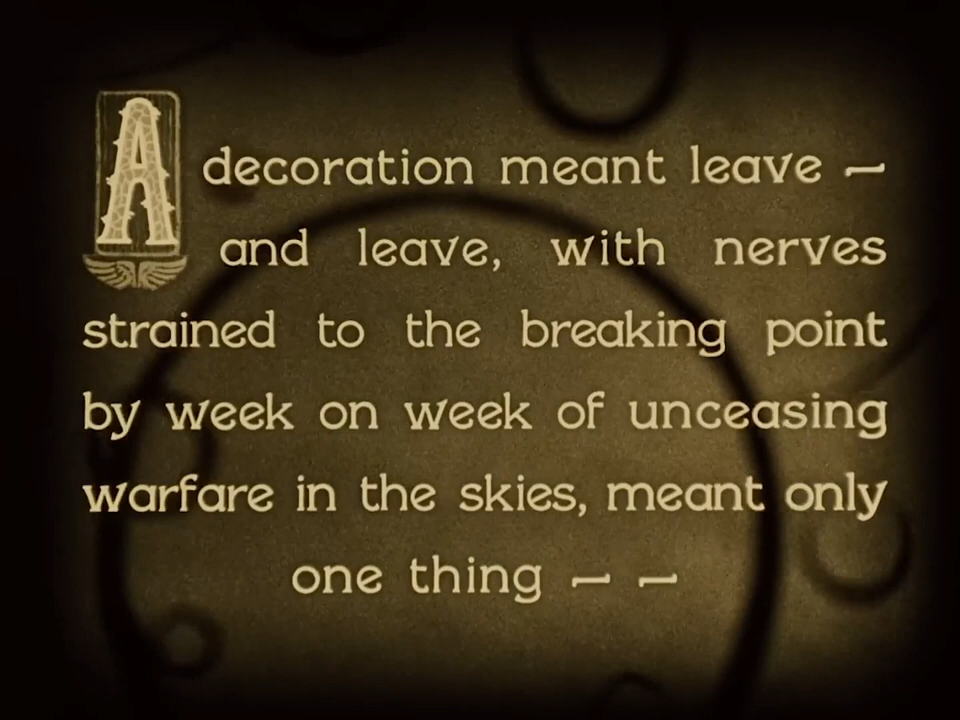 A decoration meant leave —
and leave, with nerves
strained to the breaking point
by week on week of unceasing
warfare in the skies, meant only
one thing — —